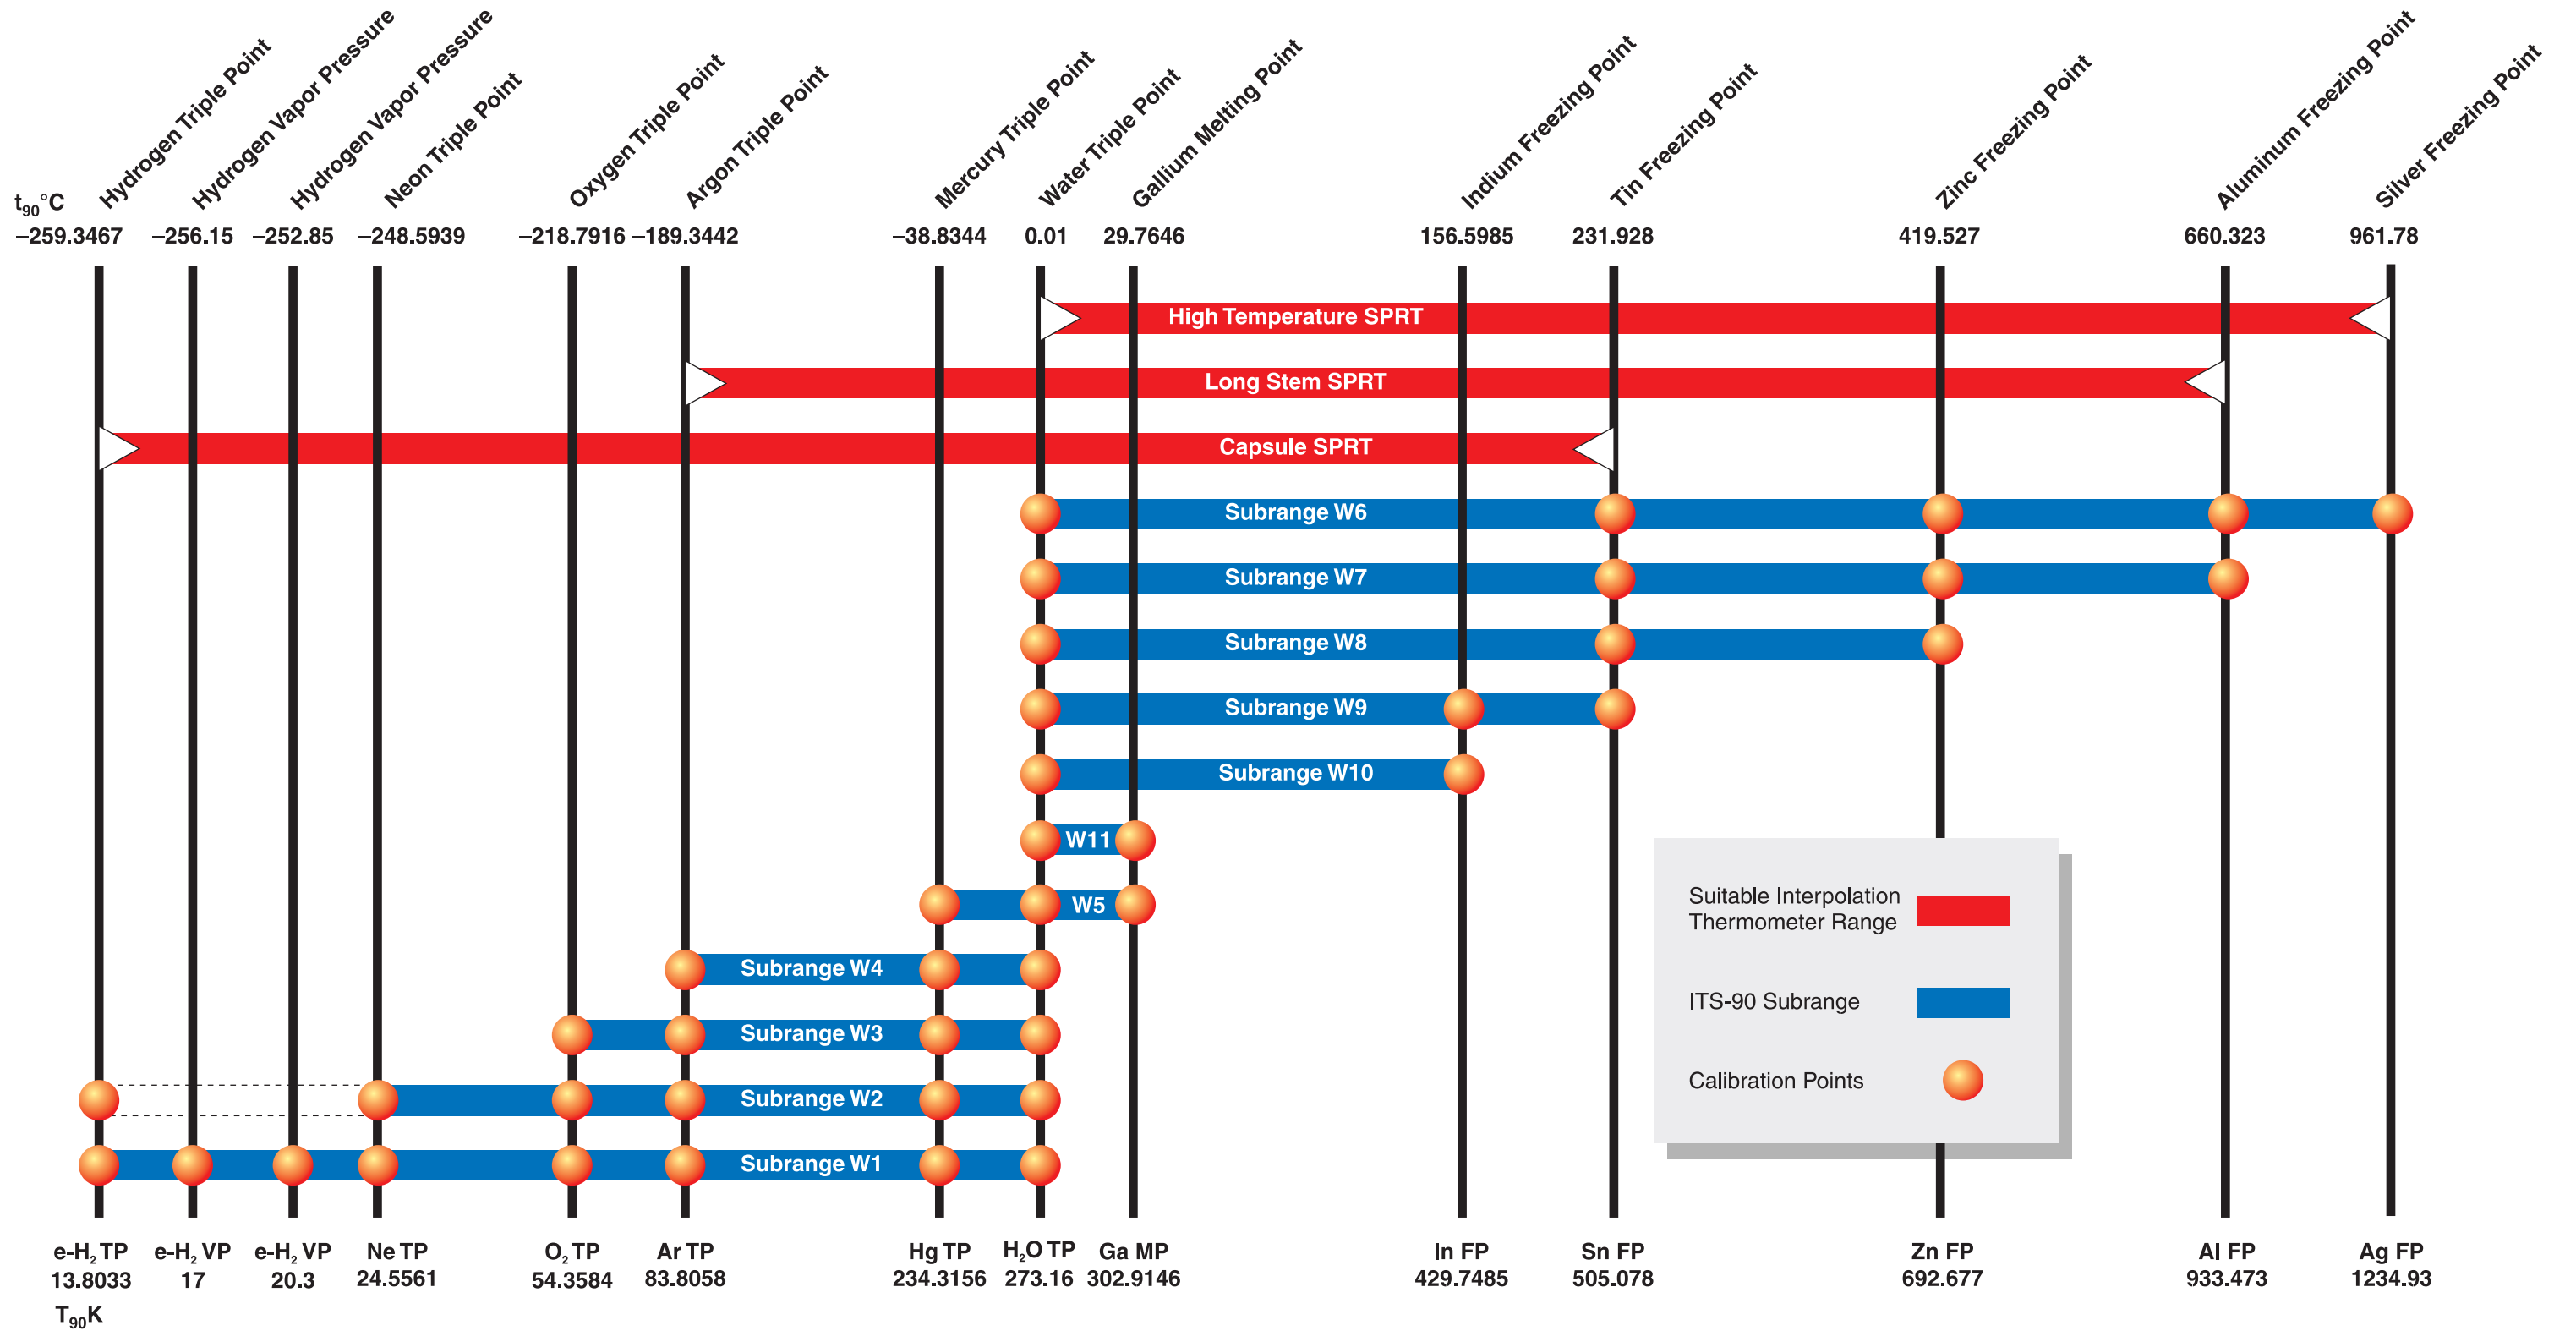 Hydrogen Triple Point
Hydrogen Vapor Pressure
Hydrogen Vapor Pressure
Neon Triple Point
Oxygen Triple Point
Argon Triple Point
Mercury Triple Point
Water Triple Point
Gallium Melting Point
Indium Freezing Point
Tin Freezing Point
Zinc Freezing Point
Aluminum Freezing Point
Silver Freezing Point
t₉₀°C
–259.3467 –256.15 –252.85 –248.5939 –218.7916 –189.3442 –38.8344 0.01 29.7646 156.5985 231.928 419.527 660.323 961.78
High Temperature SPRT
Long Stem SPRT
Capsule SPRT
Subrange W6
Subrange W7
Subrange W8
Subrange W9
Subrange W10
W11
W5
Subrange W4
Subrange W3
Subrange W2
Subrange W1
Suitable Interpolation
Thermometer Range
ITS-90 Subrange
Calibration Points
e-H₂ TP e-H₂ VP e-H₂ VP Ne TP O₂ TP Ar TP Hg TP H₂O TP Ga MP In FP Sn FP Zn FP Al FP Ag FP
13.8033 17 20.3 24.5561 54.3584 83.8058 234.3156 273.16 302.9146 429.7485 505.078 692.677 933.473 1234.93
T₉₀K